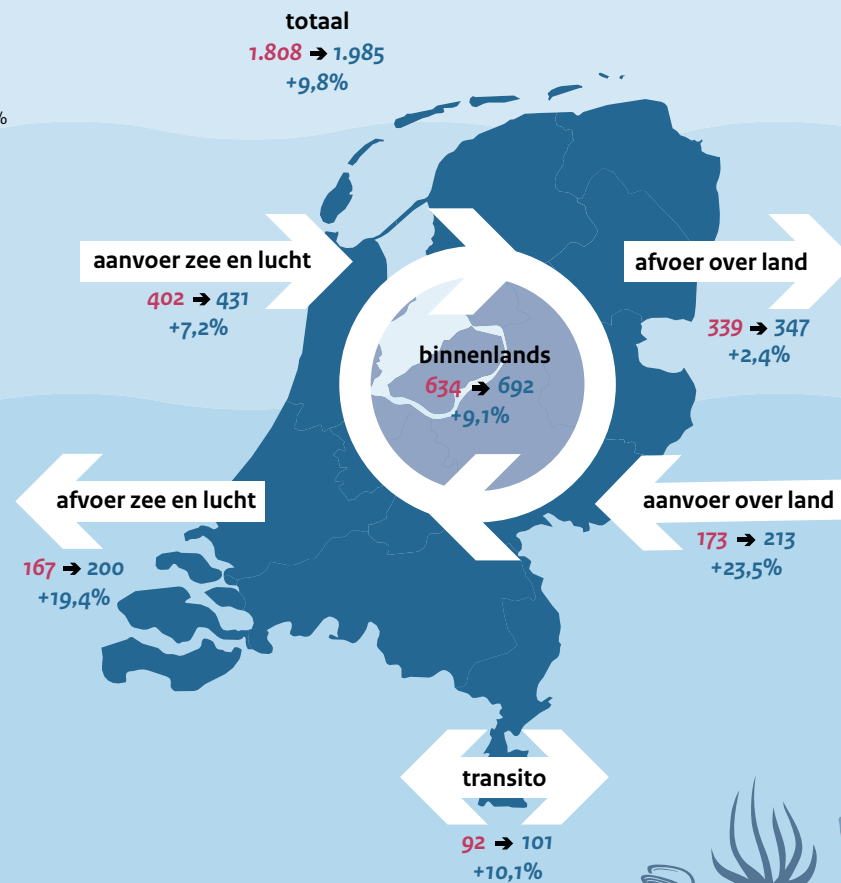 totaal
1.808 ➔ 1.985
+9,8%
%
aanvoer zee en lucht
402 ➔ 431
+7,2%
afvoer over land
339 ➔ 347
+2,4%
binnenlands
634 ➔ 692
+9,1%
afvoer zee en lucht
167 ➔ 200
+19,4%
aanvoer over land
173 ➔ 213
+23,5%
transito
92 ➔ 101
+10,1%